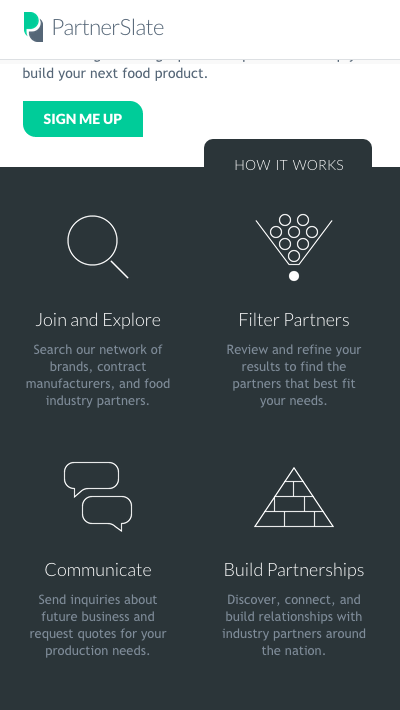 PartnerSlate
build your next food product.
SIGN ME UP
HOW IT WORKS
Join and Explore
Search our network of
brands, contract
manufacturers, and food
industry partners.
Filter Partners
Review and refine your
results to find the
partners that best fit
your needs.
Communicate
Send inquiries about
future business and
request quotes for your
production needs.
Build Partnerships
Discover, connect, and
build relationships with
industry partners around
the nation.